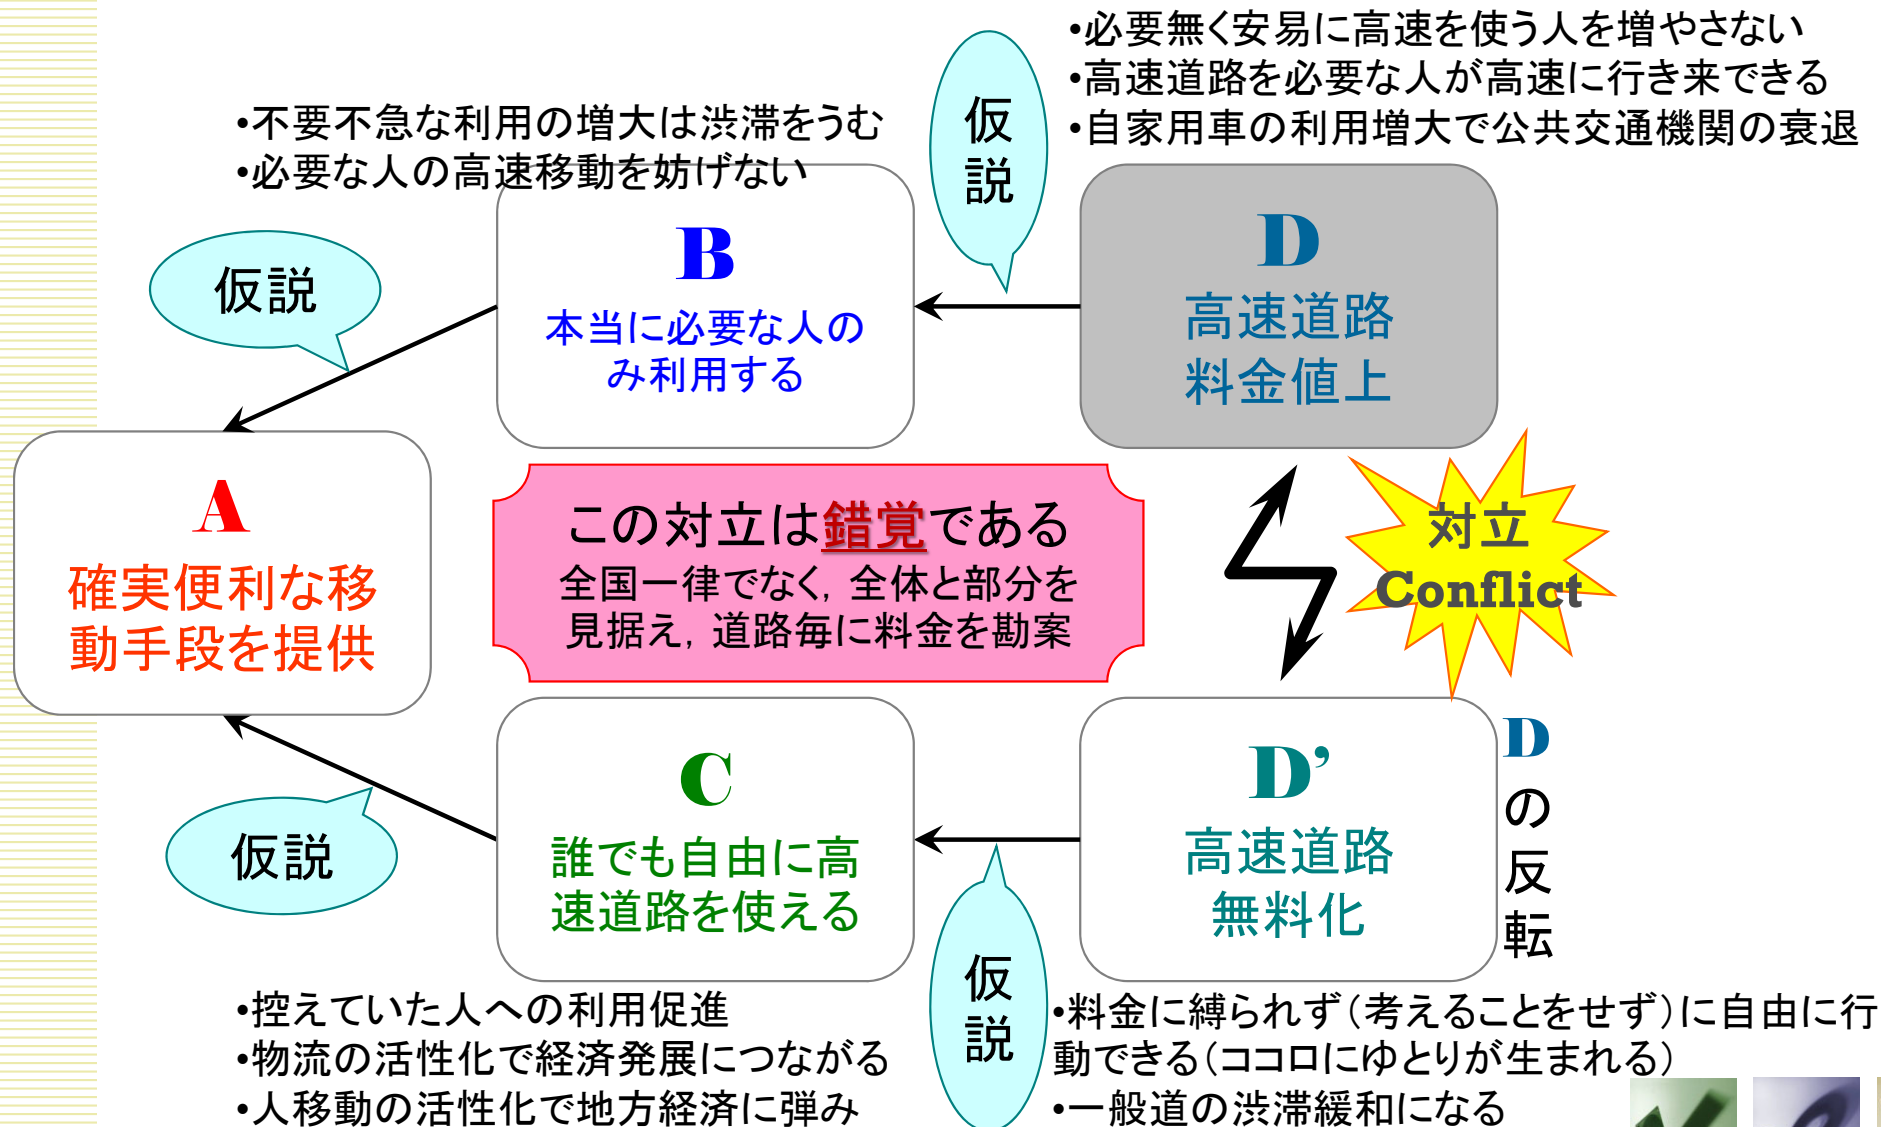 •必要無く安易に高速を使う人を増やさない
•高速道路を必要な人が高速に行き来できる
•自家用車の利用増大で公共交通機関の衰退
•不要不急な利用の増大は渋滞をうむ
•必要な人の高速移動を妨げない
仮説
仮説
B
本当に必要な人の
み利用する
D
高速道路
料金値上
A
確実便利な移
動手段を提供
この対立は錯覚である
全国一律でなく，全体と部分を
見据え，道路毎に料金を勘案
対立
Conflict
C
誰でも自由に高
速道路を使える
D’
高速道路
無料化
Dの反転
仮説
仮説
•控えていた人への利用促進
•物流の活性化で経済発展につながる
•人移動の活性化で地方経済に弾み
•料金に縛られず（考えることをせず）に自由に行
動できる（ココロにゆとりが生まれる）
•一般道の渋滞緩和になる